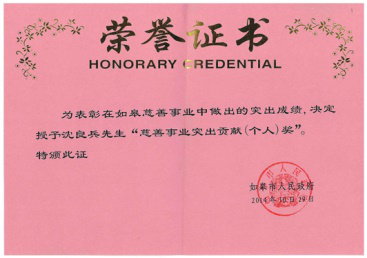 荣誉证书
HONORARY CREDENTIAL
为表彰在如皋慈善事业中做出的突出成绩,决定
授予沈良兵先生“慈善事业突出贡献(个人)奖”。
特颁此证
如皋市人民政府